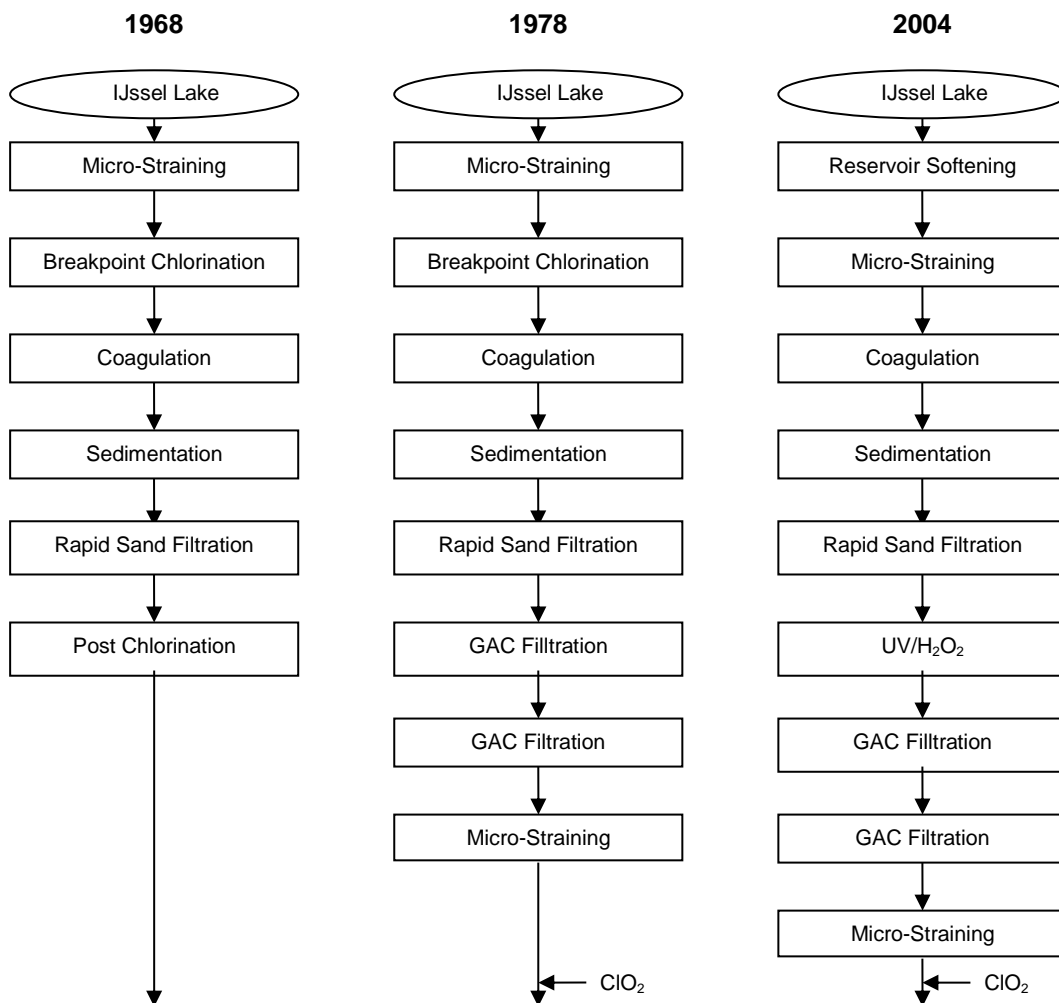 1968
IJssel Lake
Micro-Straining
Breakpoint Chlorination
Coagulation
Sedimentation
Rapid Sand Filtration
Post Chlorination
1978
IJssel Lake
Micro-Straining
Breakpoint Chlorination
Coagulation
Sedimentation
Rapid Sand Filtration
GAC Filltration
GAC Filtration
Micro-Straining
ClO₂
2004
IJssel Lake
Reservoir Softening
Micro-Straining
Coagulation
Sedimentation
Rapid Sand Filtration
UV/H₂O₂
GAC Filltration
GAC Filtration
Micro-Straining
ClO₂